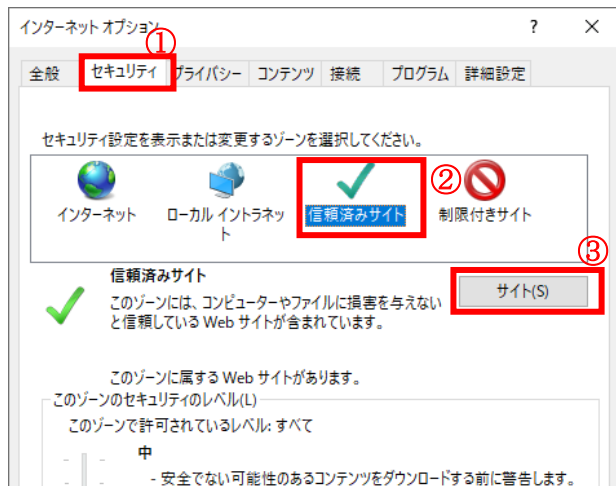 インターネット オプション ? ×
①
全般 セキュリティ プライバシー コンテンツ 接続 プログラム 詳細設定
セキュリティ設定を表示または変更するゾーンを選択してください。
②
インターネット ローカル イントラネッ 信頼済みサイト 制限付きサイト
ト
③
信頼済みサイト
サイト(S)
このゾーンには、コンピューターやファイルに損害を与えない
と信頼している Web サイトが含まれています。
このゾーンに属する Web サイトがあります。
このゾーンのセキュリティのレベル(L)
このゾーンで許可されているレベル: すべて
中
- 安全でない可能性のあるコンテンツをダウンロードする前に警告します。